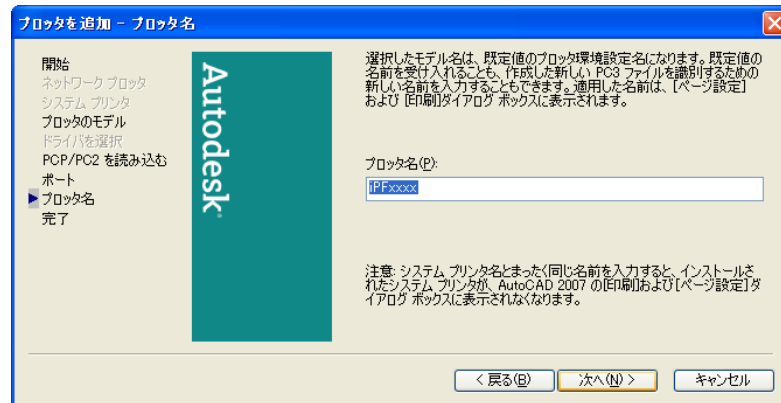 プロッタを追加 - プロッタ名
開始
ネットワーク プロッタ
システム プリンタ
プロッタのモデル
ドライバを選択
PCP/PC2 を読み込む
ポート
プロッタ名
完了
Autodesk
選択したモデル名は、既定値のプロッタ環境設定名になります。既定値の
名前を受け入れることも、作成した新しい PC3 ファイルを識別するための
新しい名前を入力することもできます。適用した名前は、[ページ設定]
および [印刷]ダイアログ ボックスに表示されます。
プロッタ名(P):
iPFxxxx
注意: システム プリンタ名とまったく同じ名前を入力すると、インストールさ
れたシステム プリンタが、AutoCAD 2007 の[印刷]および[ページ設定]ダ
イアログ ボックスに表示されなくなります。
< 戻る(B)
次へ(N) >
キャンセル